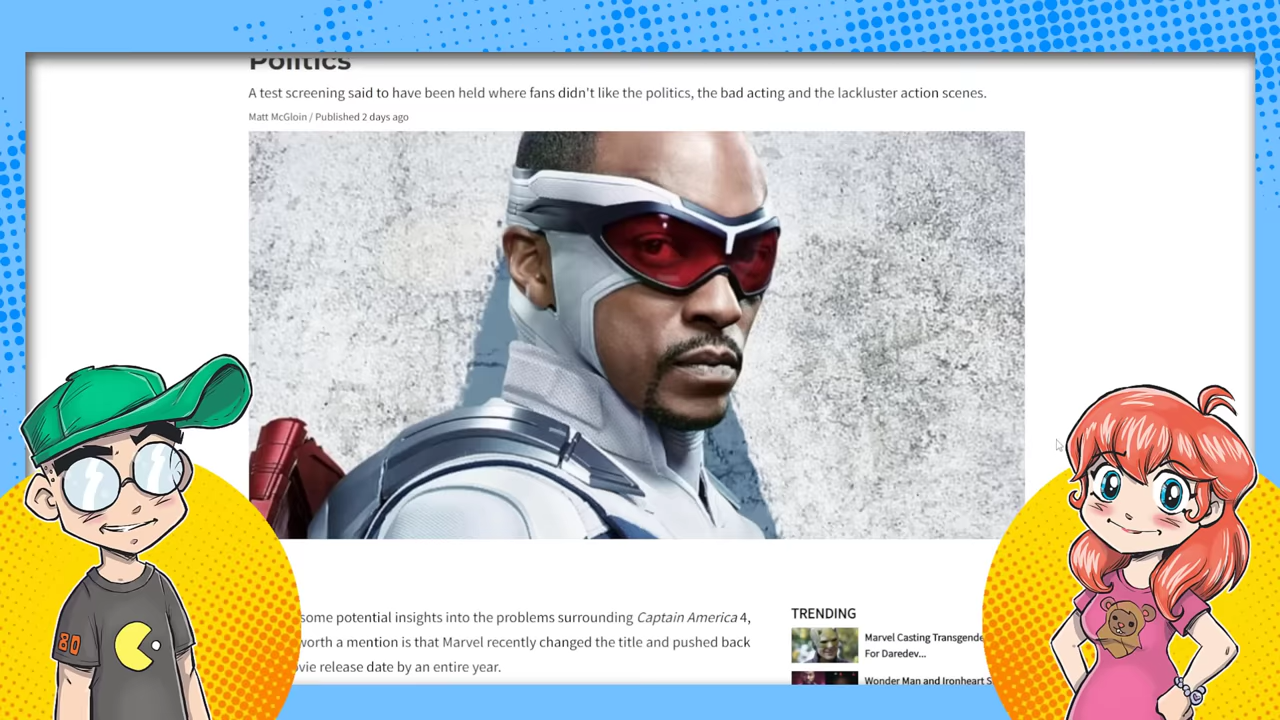 Politics
A test screening said to have been held where fans didn't like the politics, the bad acting and the lackluster action scenes.
Matt McGloin / Published 2 days ago
some potential insights into the problems surrounding Captain America 4,
worth a mention is that Marvel recently changed the title and pushed back
vie release date by an entire year.
TRENDING
Marvel Casting Transgende
For Daredev...
Wonder Man and Ironheart S
80